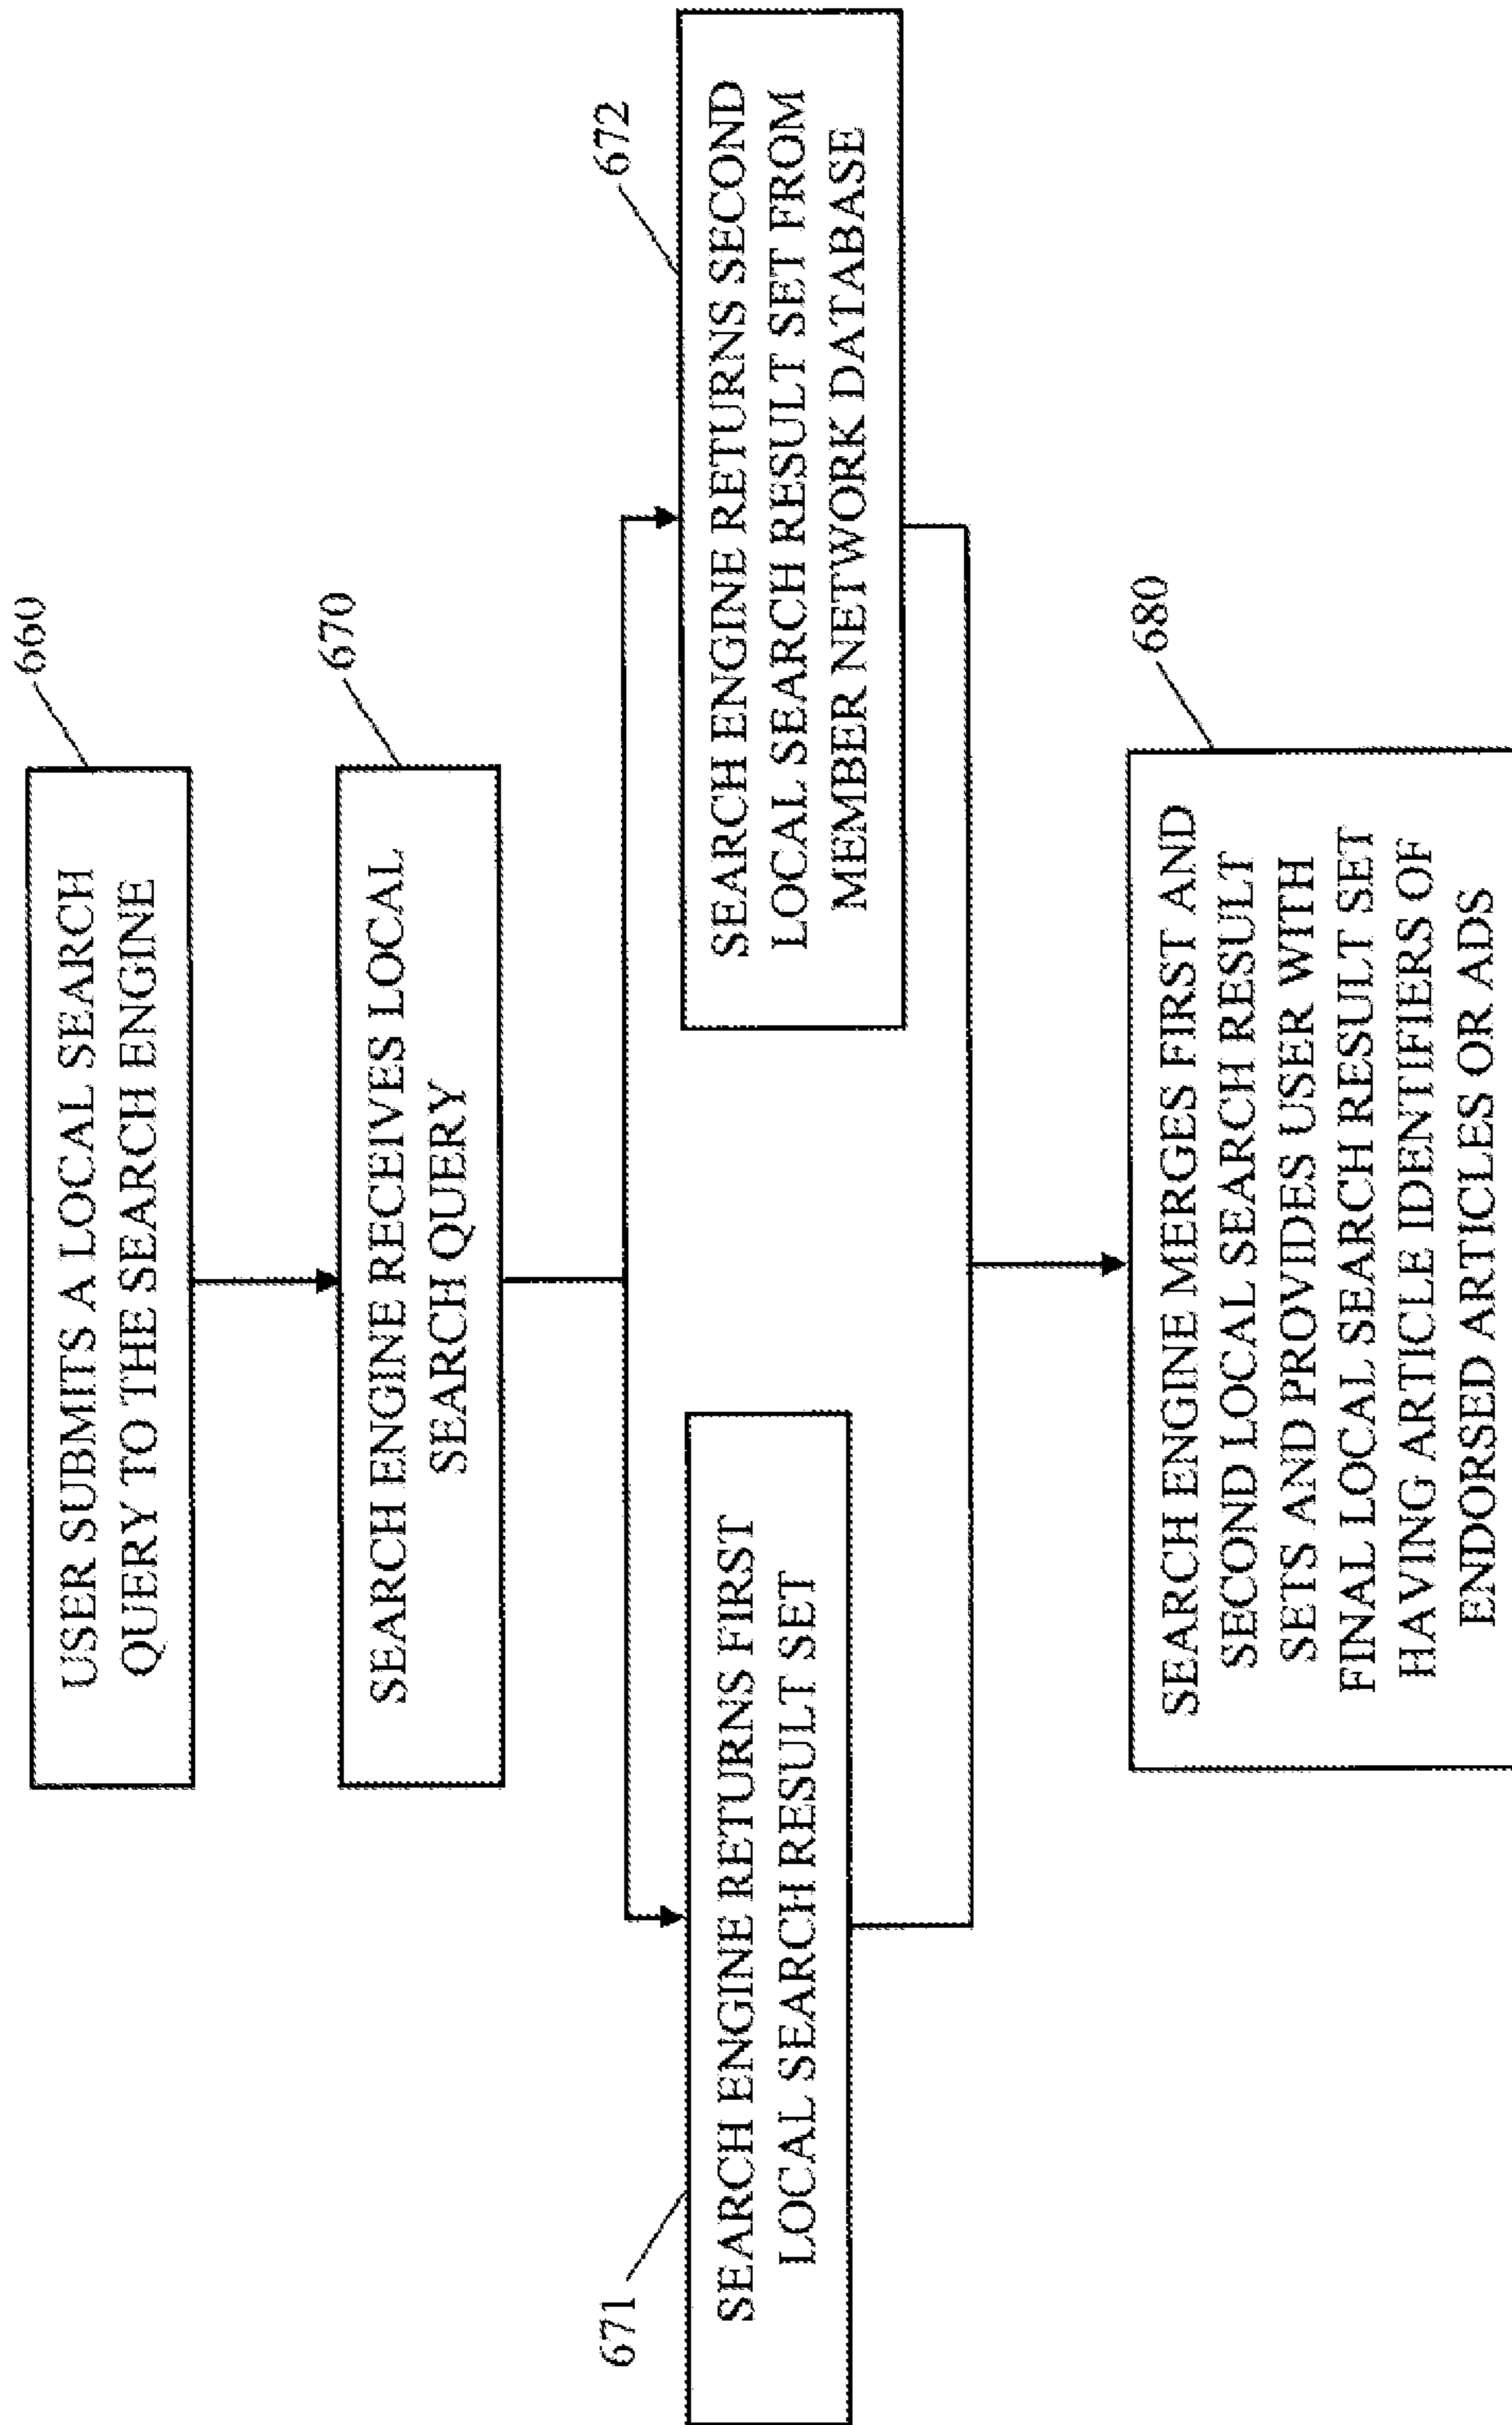 660
USER SUBMITS A LOCAL SEARCH
QUERY TO THE SEARCH ENGINE
670
SEARCH ENGINE RECEIVES LOCAL
SEARCH QUERY
671
SEARCH ENGINE RETURNS FIRST
LOCAL SEARCH RESULT SET
672
SEARCH ENGINE RETURNS SECOND
LOCAL SEARCH RESULT SET FROM
MEMBER NETWORK DATABASE
680
SEARCH ENGINE MERGES FIRST AND
SECOND LOCAL SEARCH RESULT
SETS AND PROVIDES USER WITH
FINAL LOCAL SEARCH RESULT SET
HAVING ARTICLE IDENTIFIERS OF
ENDORSED ARTICLES OR ADS